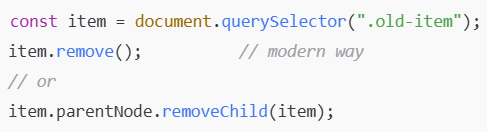 const item = document.querySelector(".old-item");
item.remove();          // modern way
// or
item.parentNode.removeChild(item);